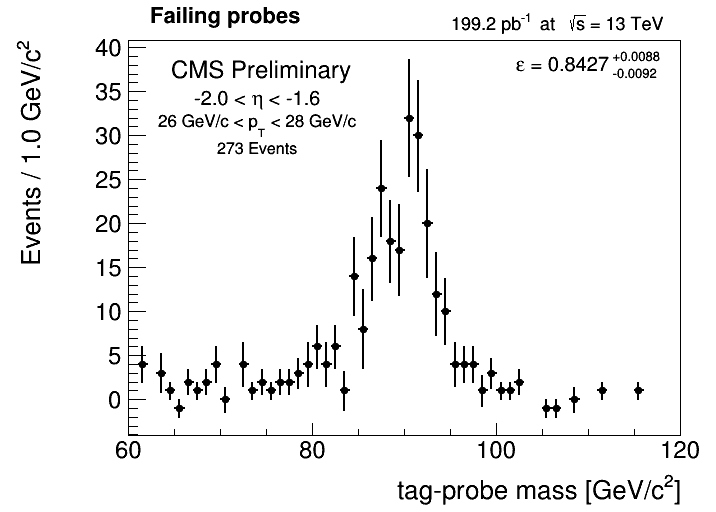 Failing probes
199.2 pb⁻¹ at √s = 13 TeV
CMS Preliminary
-2.0 < η < -1.6
26 GeV/c < p_T < 28 GeV/c
273 Events
ε = 0.8427 +0.0088 -0.0092
Events / 1.0 GeV/c²
40
35
30
25
20
15
10
5
0
60 80 100 120
tag-probe mass [GeV/c²]